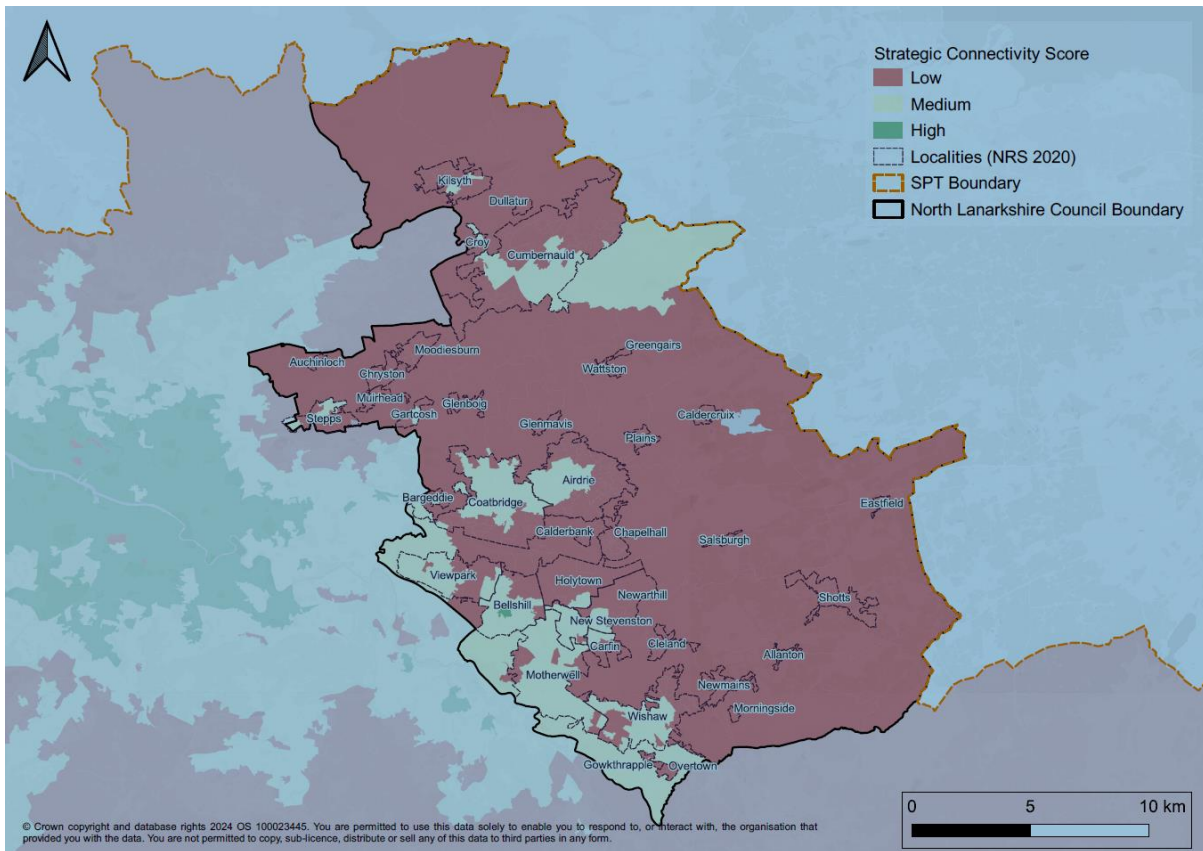 Strategic Connectivity Score
Low
Medium
High
Localities (NRS 2020)
SPT Boundary
North Lanarkshire Council Boundary
Kilsyth
Dullatur
Croy
Cumbernauld
Greengairs
Wattston
Moodiesburn
Auchinloch
Chryston
Muirhead
Glenboig
Stepps
Gartcosh
Caldercruix
Glenmavis
Plains
Airdrie
Coatbridge
Bargeddie
Eastfield
Calderbank
Chapelhall
Salsburgh
Viewpark
Holytown
Newarthill
Shotts
Bellshill
New Stevenston
Carfin
Cleland
Allanton
Motherwell
Newmains
Morningside
Wishaw
Gowkthrapple
Overtown
0 5 10 km
© Crown copyright and database rights 2024 OS 100023445. You are permitted to use this data solely to enable you to respond to, or interact with, the organisation that
provided you with the data. You are not permitted to copy, sub-licence, distribute or sell any of this data to third parties in any form.